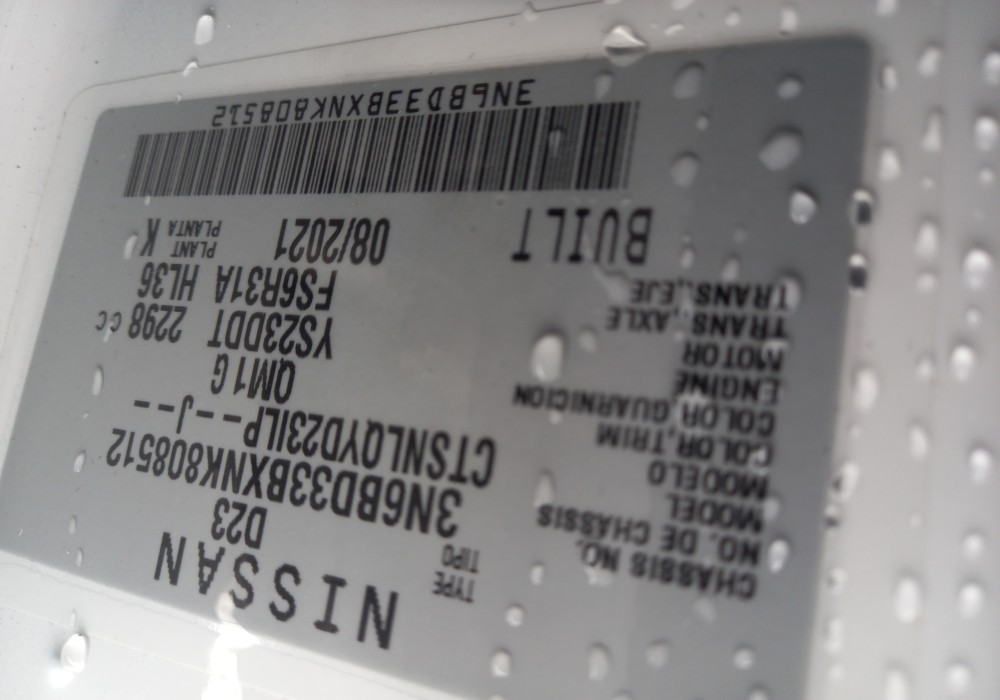 NISSAN
TYPE
TIPO D23
CHASSIS NO.
NO. DE CHASSIS 3N6BD33BXNK808512
MODEL
MODELO CTSNLQYD23ILP--J--
COLOR,TRIM
COLOR,GUARNICION QM1 G
ENGINE
MOTOR YS23DDT 2298 CC
TRANS.,AXLE
TRANS.,EJE FS6R31A HL36
BUILT 08/2021 PLANT
PLANTA K
3N6BD33BXNK808512